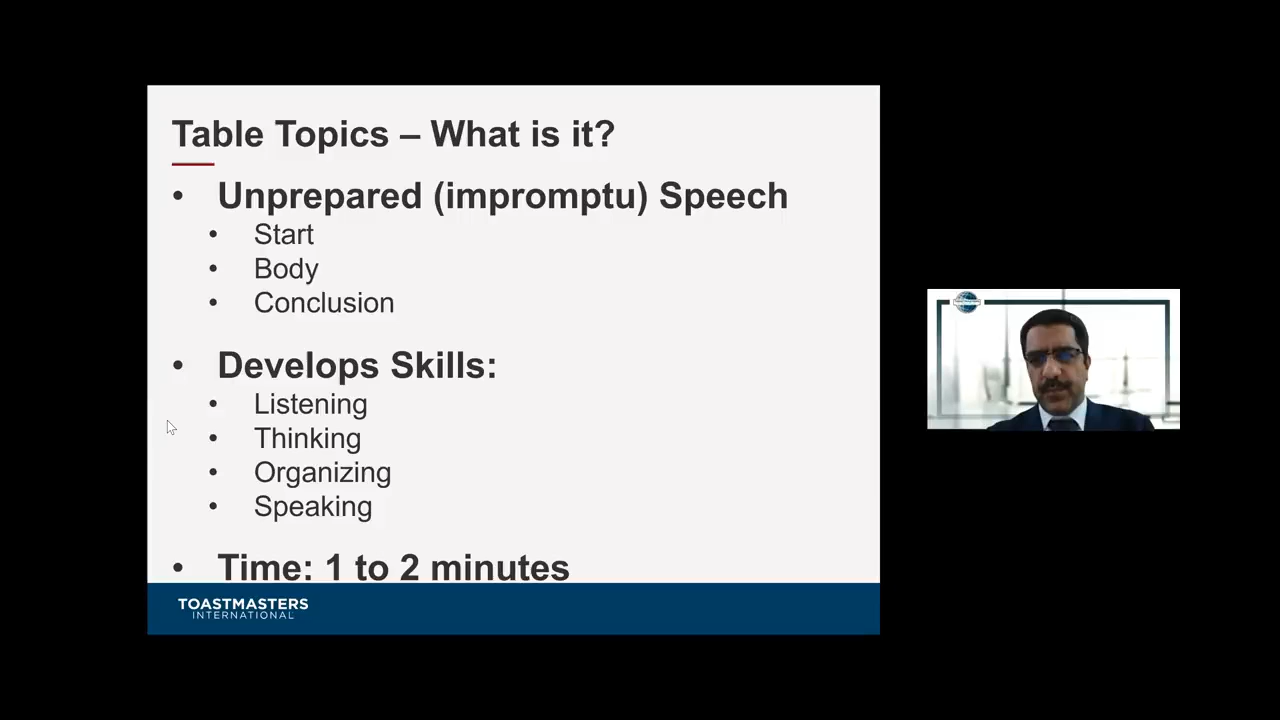 Table Topics – What is it?
• Unprepared (impromptu) Speech
• Start
• Body
• Conclusion
• Develops Skills:
• Listening
• Thinking
• Organizing
• Speaking
• Time: 1 to 2 minutes
TOASTMASTERS
INTERNATIONAL